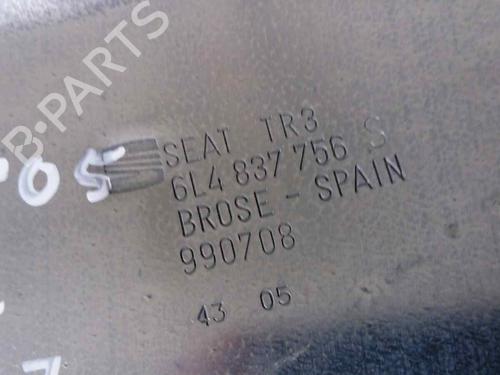 B-PARTS
SEAT TR3
6L4 837 756 S
BROSE - SPAIN
990708
43 05